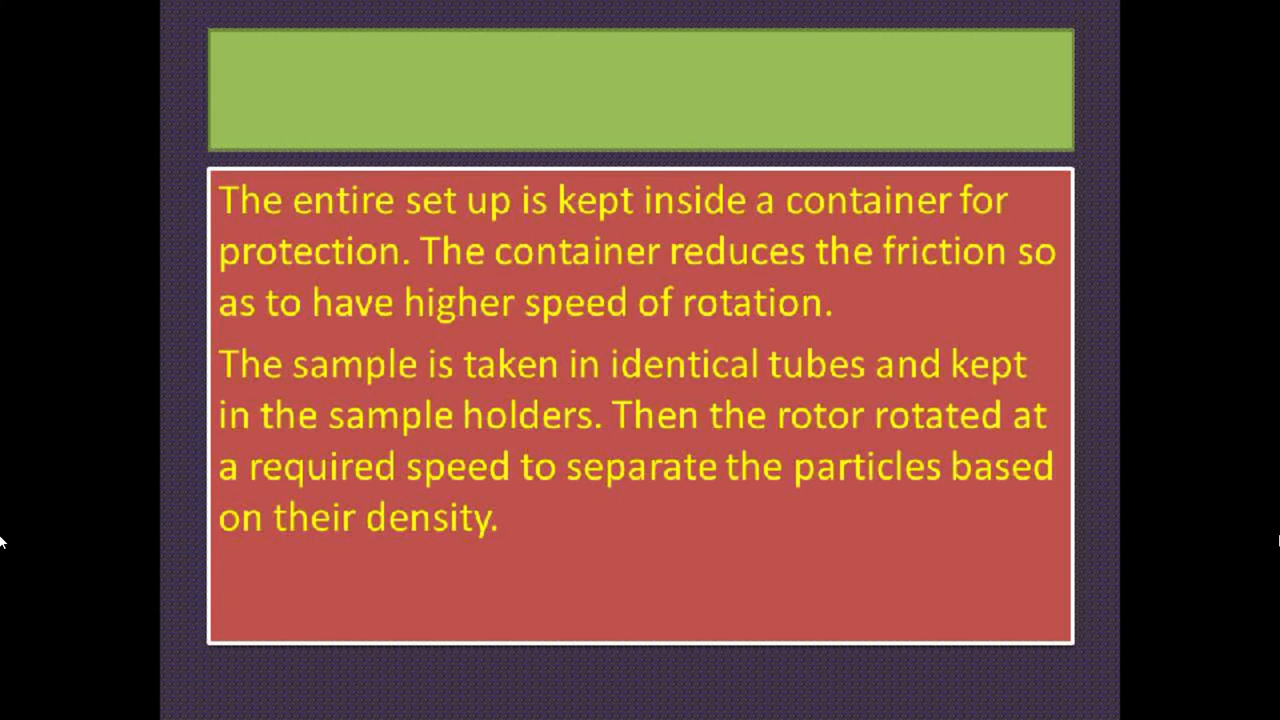 The entire set up is kept inside a container for
protection. The container reduces the friction so
as to have higher speed of rotation.
The sample is taken in identical tubes and kept
in the sample holders. Then the rotor rotated at
a required speed to separate the particles based
on their density.